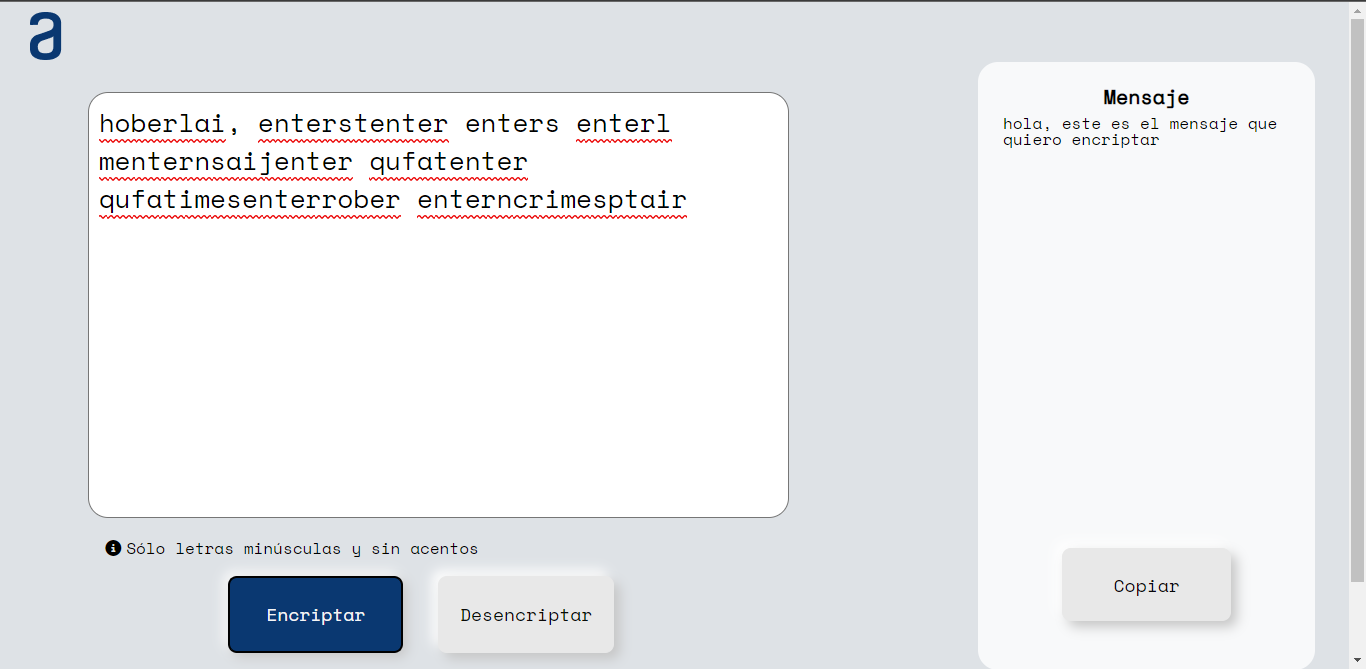 a
hoberlai, enterstenter enters enterl
menternsaijenter qufatenter
qufatimesenterrober enterncrimesptair
Sólo letras minúsculas y sin acentos
Encriptar
Desencriptar
Mensaje
hola, este es el mensaje que
quiero encriptar
Copiar